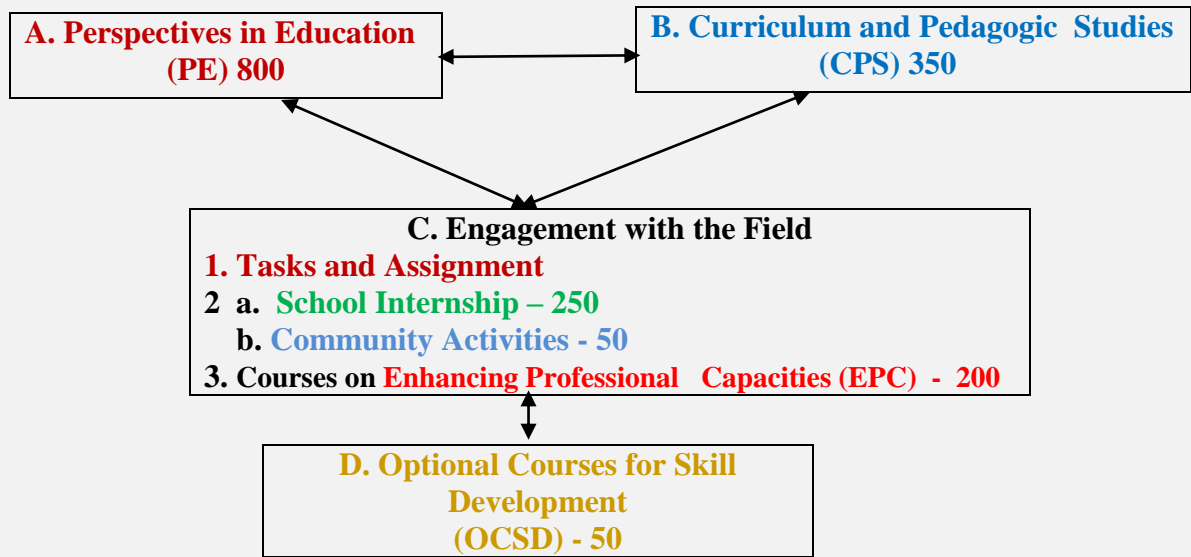 A. Perspectives in Education
(PE) 800
B. Curriculum and Pedagogic Studies
(CPS) 350
C. Engagement with the Field
1. Tasks and Assignment
2 a. School Internship – 250
b. Community Activities - 50
3. Courses on Enhancing Professional Capacities (EPC) - 200
D. Optional Courses for Skill
Development
(OCSD) - 50